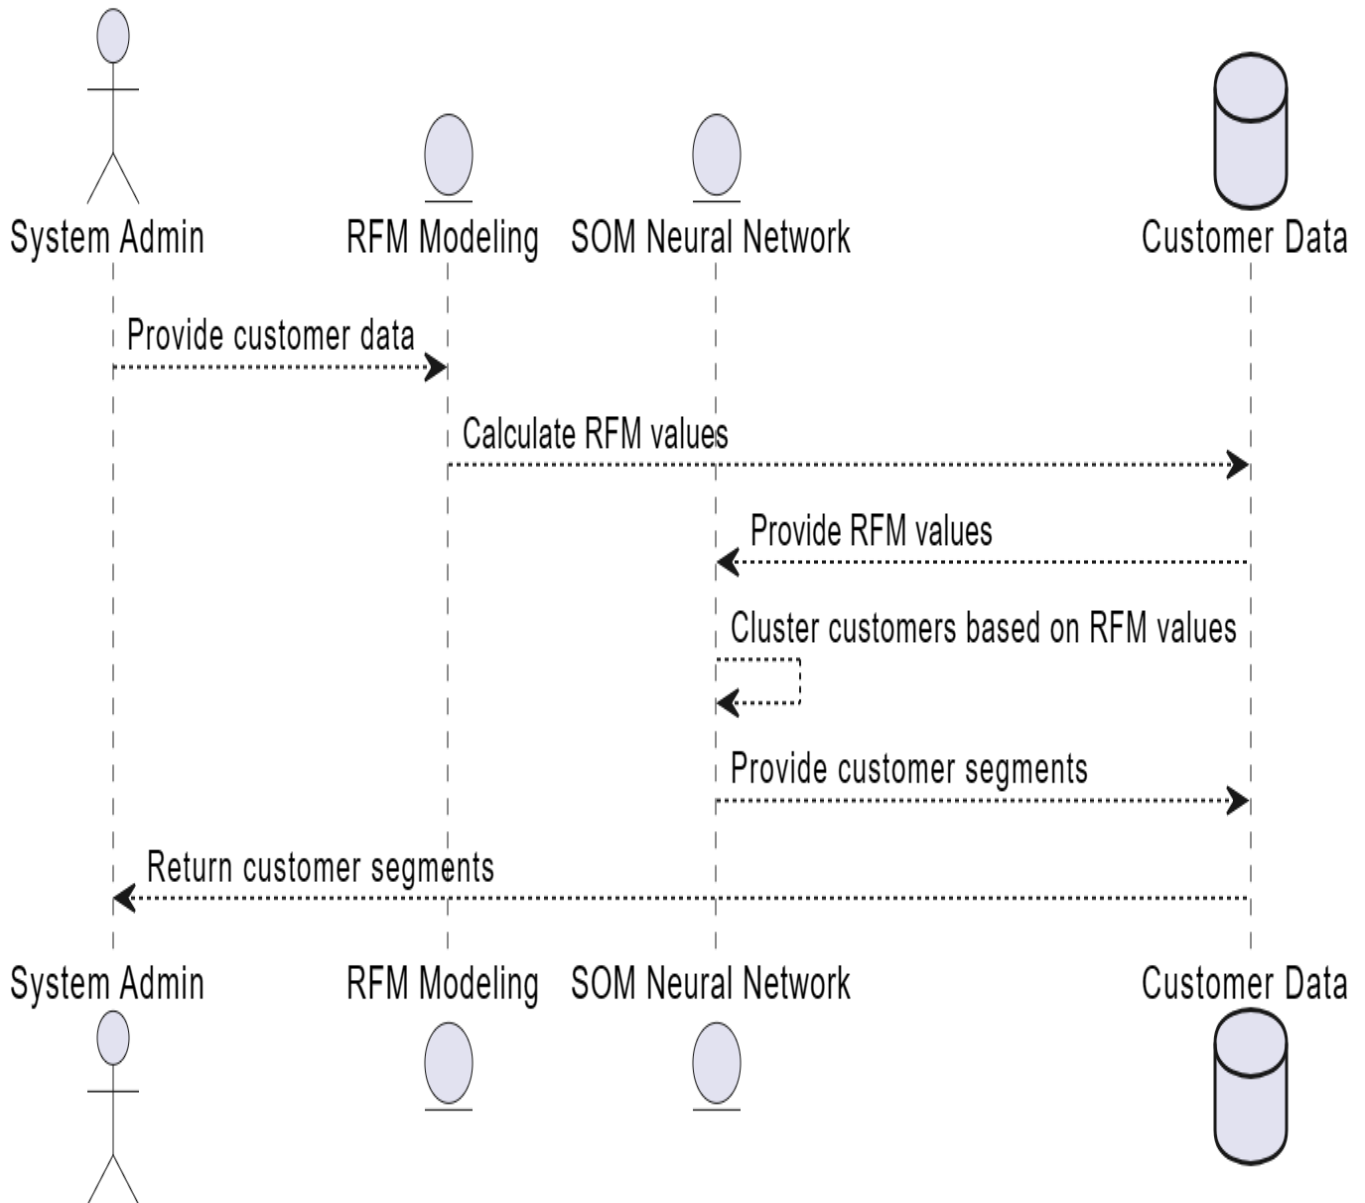 System Admin
RFM Modeling
SOM Neural Network
Customer Data
Provide customer data
Calculate RFM values
Provide RFM values
Cluster customers based on RFM values
Provide customer segments
Return customer segments
System Admin
RFM Modeling
SOM Neural Network
Customer Data